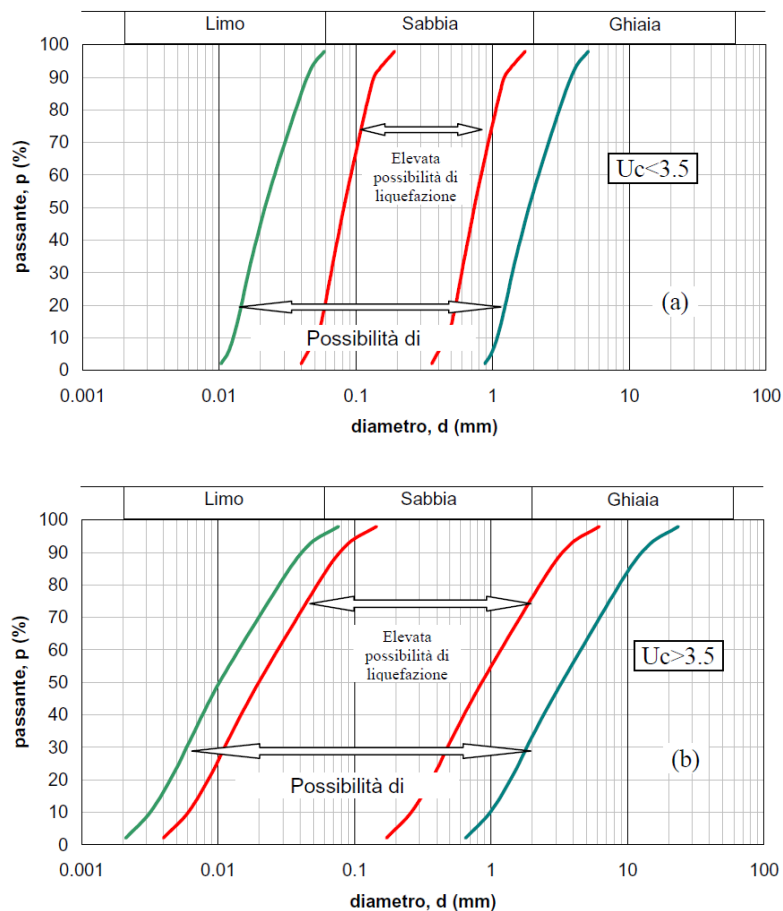 Limo Sabbia Ghiaia
100
90
80
70
60
50
40
30
20
10
0
passante, p (%)
Elevata
possibilità di
liquefazione
Uc<3.5
(a)
Possibilità di
0.001 0.01 0.1 1 10 100
diametro, d (mm)
Limo Sabbia Ghiaia
100
90
80
70
60
50
40
30
20
10
0
passante, p (%)
Elevata
possibilità di
liquefazione
Uc>3.5
(b)
Possibilità di
0.001 0.01 0.1 1 10 100
diametro, d (mm)